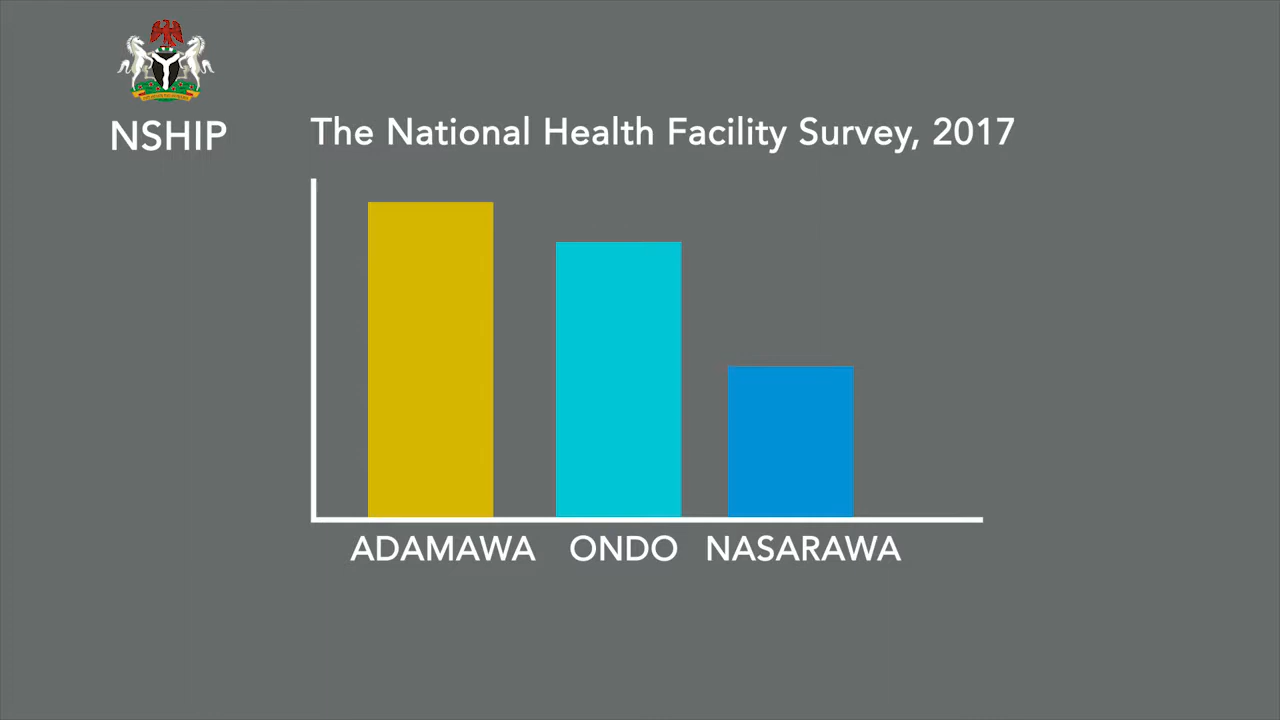 NSHIP
The National Health Facility Survey, 2017
ADAMAWA ONDO NASARAWA